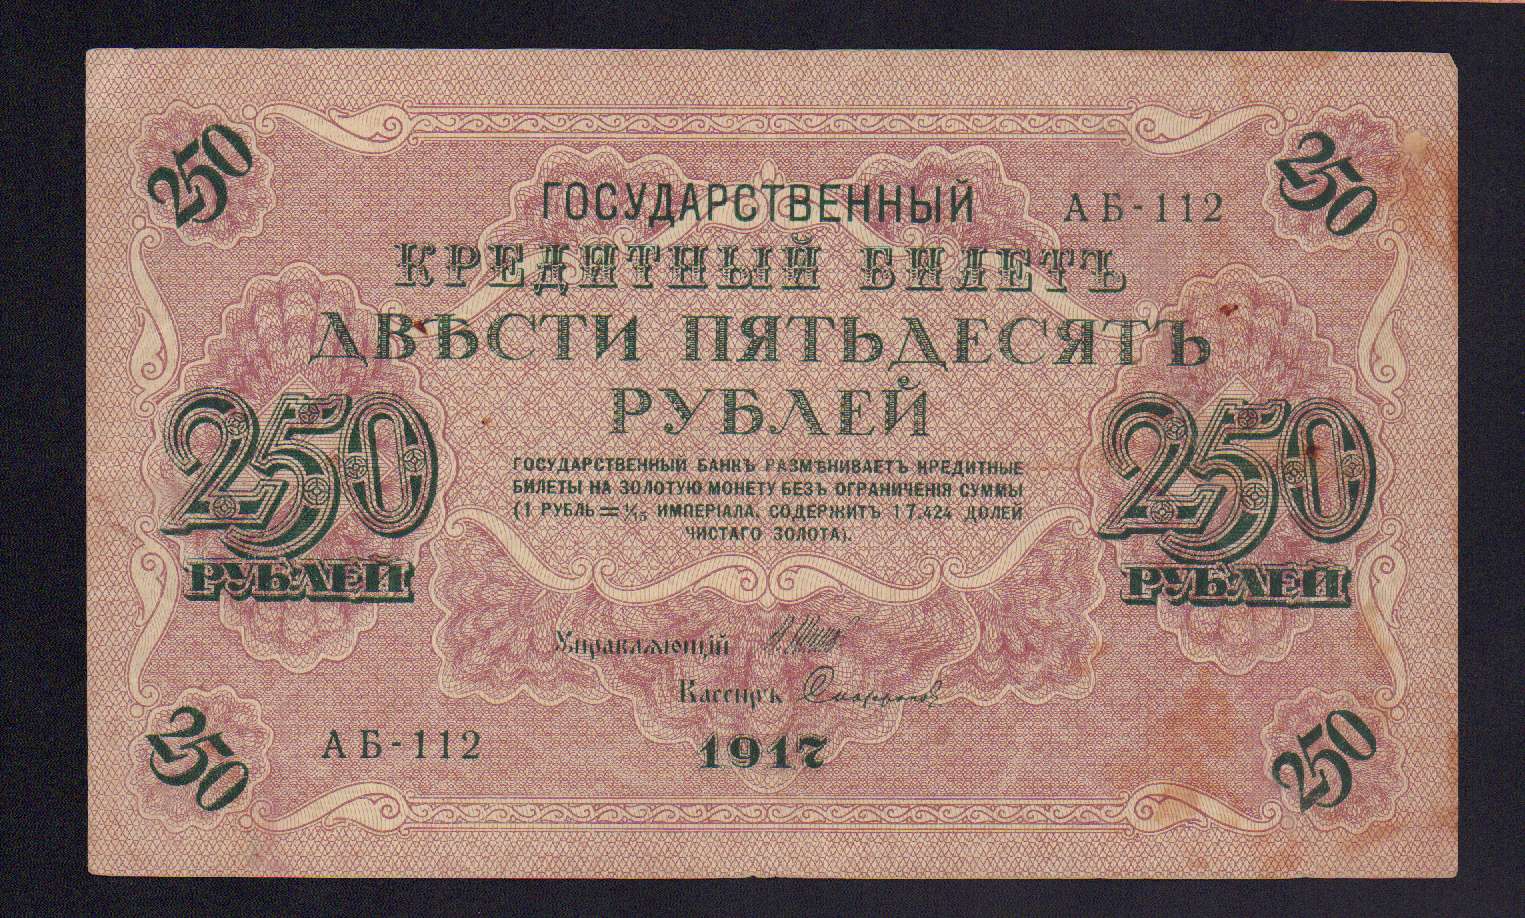 250 250
ГОСУДАРСТВЕННЫЙ АБ-112
КРЕДИТНЫЙ БИЛЕТЪ
ДВѢСТИ ПЯТЬДЕСЯТЪ
РУБЛЕЙ
250 250
РУБЛЕЙ РУБЛЕЙ
ГОСУДАРСТВЕННЫЙ БАНКЪ РАЗМѢНИВАЕТЪ КРЕДИТНЫЕ
БИЛЕТЫ НА ЗОЛОТУЮ МОНЕТУ БЕЗЪ ОГРАНИЧЕНІЯ СУММЫ
(1 РУБЛЬ = 1/15 ИМПЕРІАЛА, СОДЕРЖИТЪ 17.424 ДОЛЕЙ
ЧИСТАГО ЗОЛОТА).
Управляющій
Кассиръ
АБ-112 1917
250 250